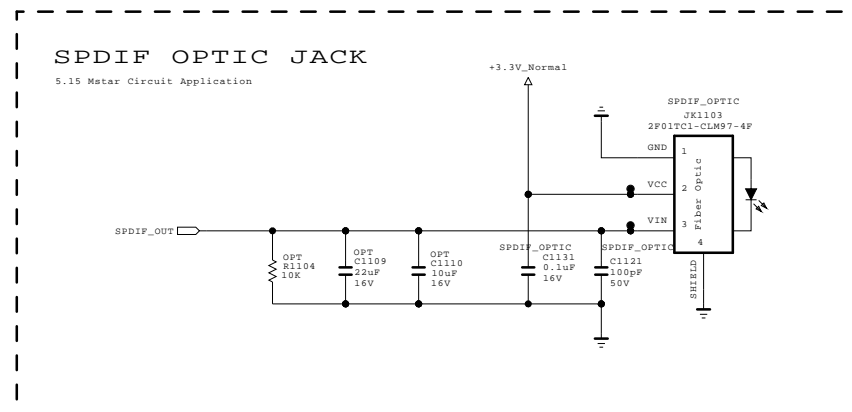 SPDIF OPTIC JACK
5.15 Mstar Circuit Application
+3.3V_Normal
SPDIF_OPTIC
JK1103
2F01TC1-CLM97-4F
GND
1
VCC
2
VIN
3
4
Fiber Optic
SHIELD
SPDIF_OUT
OPT
R1104
10K
OPT
C1109
22uF
16V
OPT
C1110
10uF
16V
SPDIF_OPTIC
C1131
0.1uF
16V
SPDIF_OPTIC
C1121
100pF
50V